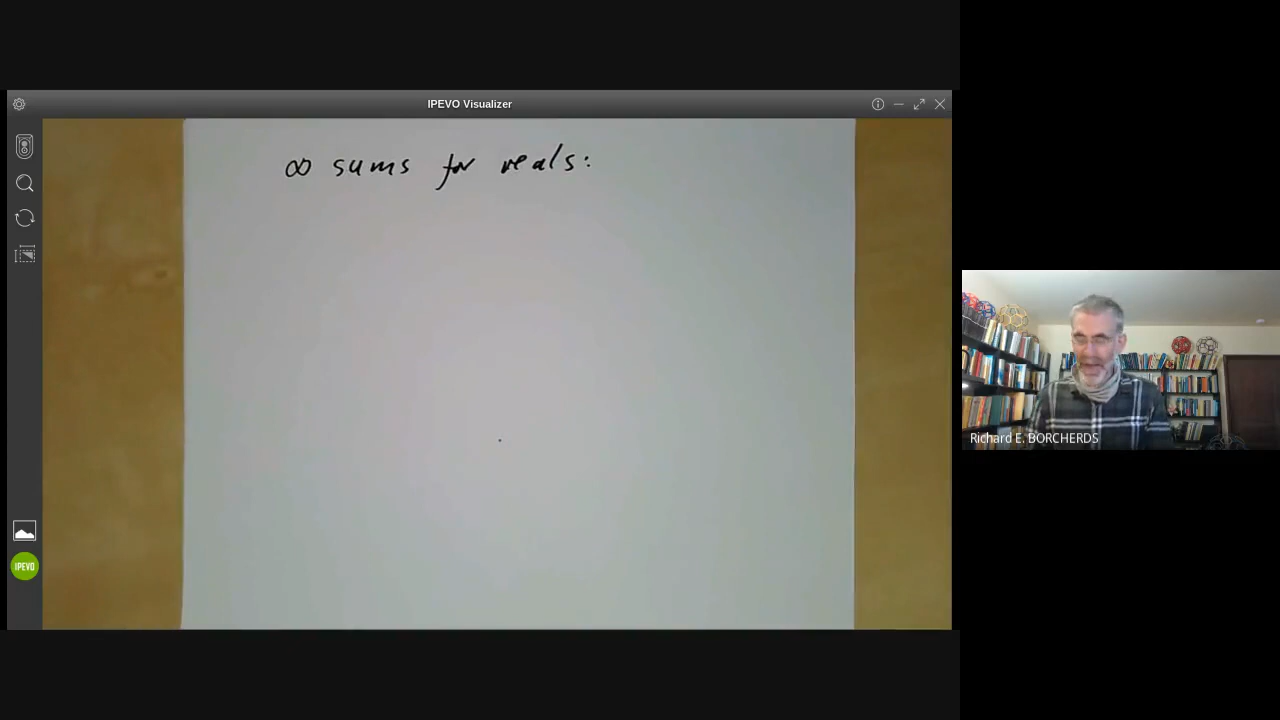 IPEVO Visualizer
∞ sums for reals:
IPEVO
Richard E. BORCHERDS